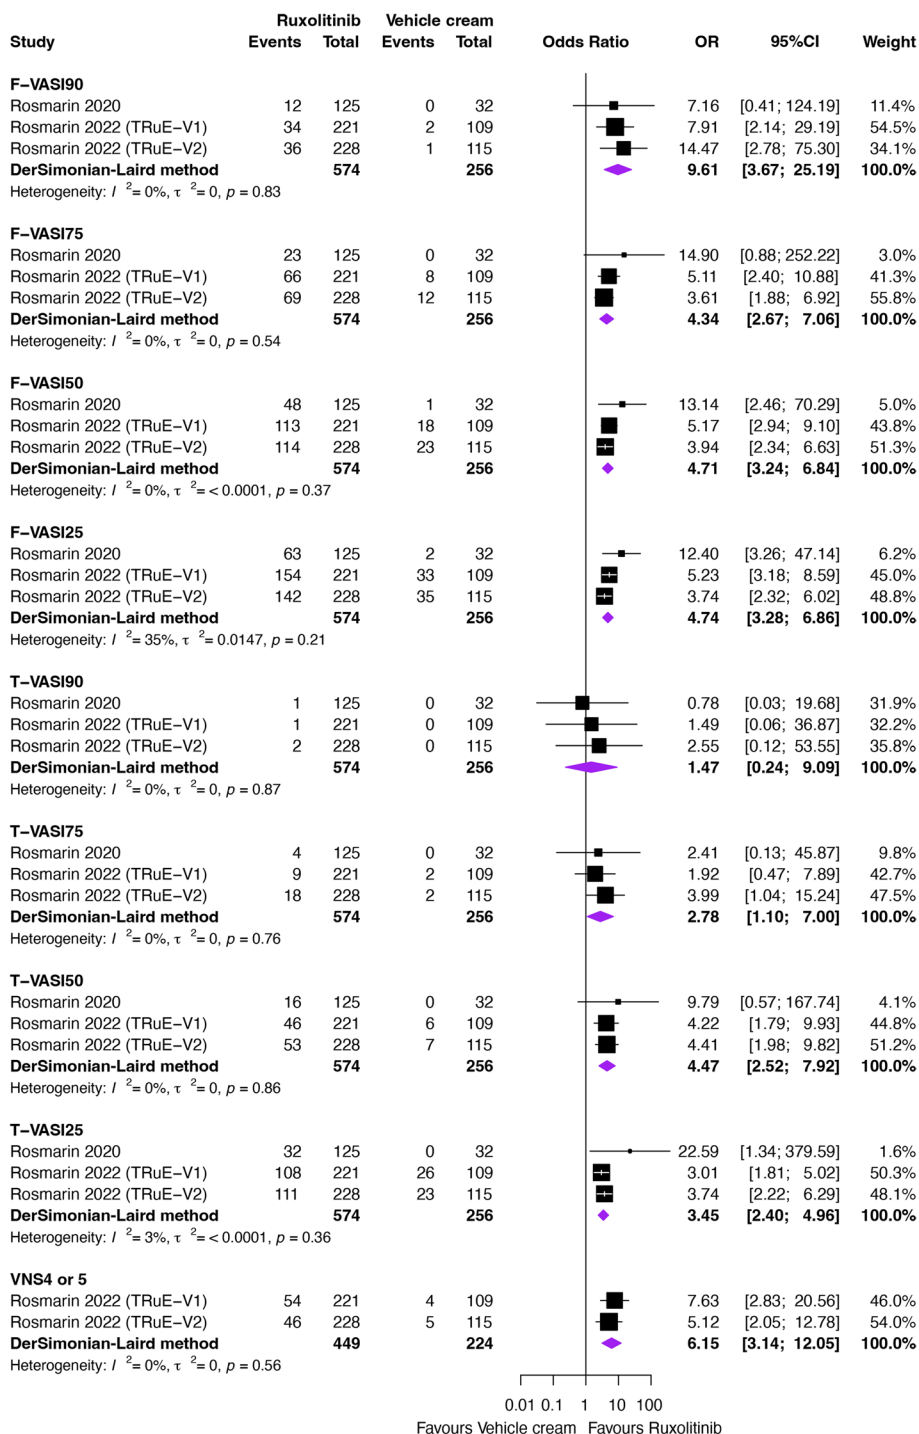 Ruxolitinib Vehicle cream
Study Events Total Events Total Odds Ratio OR 95%CI Weight
F−VASI90
Rosmarin 2020 12 125 0 32 7.16 [0.41; 124.19] 11.4%
Rosmarin 2022 (TRuE−V1) 34 221 2 109 7.91 [2.14; 29.19] 54.5%
Rosmarin 2022 (TRuE−V2) 36 228 1 115 14.47 [2.78; 75.30] 34.1%
DerSimonian-Laird method 574 256 9.61 [3.67; 25.19] 100.0%
Heterogeneity: I 2 = 0%, τ 2 = 0, p = 0.83
F−VASI75
Rosmarin 2020 23 125 0 32 14.90 [0.88; 252.22] 3.0%
Rosmarin 2022 (TRuE−V1) 66 221 8 109 5.11 [2.40; 10.88] 41.3%
Rosmarin 2022 (TRuE−V2) 69 228 12 115 3.61 [1.88; 6.92] 55.8%
DerSimonian-Laird method 574 256 4.34 [2.67; 7.06] 100.0%
Heterogeneity: I 2 = 0%, τ 2 = 0, p = 0.54
F−VASI50
Rosmarin 2020 48 125 1 32 13.14 [2.46; 70.29] 5.0%
Rosmarin 2022 (TRuE−V1) 113 221 18 109 5.17 [2.94; 9.10] 43.8%
Rosmarin 2022 (TRuE−V2) 114 228 23 115 3.94 [2.34; 6.63] 51.3%
DerSimonian-Laird method 574 256 4.71 [3.24; 6.84] 100.0%
Heterogeneity: I 2 = 0%, τ 2 = < 0.0001, p = 0.37
F−VASI25
Rosmarin 2020 63 125 2 32 12.40 [3.26; 47.14] 6.2%
Rosmarin 2022 (TRuE−V1) 154 221 33 109 5.23 [3.18; 8.59] 45.0%
Rosmarin 2022 (TRuE−V2) 142 228 35 115 3.74 [2.32; 6.02] 48.8%
DerSimonian-Laird method 574 256 4.74 [3.28; 6.86] 100.0%
Heterogeneity: I 2 = 35%, τ 2 = 0.0147, p = 0.21
T−VASI90
Rosmarin 2020 1 125 0 32 0.78 [0.03; 19.68] 31.9%
Rosmarin 2022 (TRuE−V1) 1 221 0 109 1.49 [0.06; 36.87] 32.2%
Rosmarin 2022 (TRuE−V2) 2 228 0 115 2.55 [0.12; 53.55] 35.8%
DerSimonian-Laird method 574 256 1.47 [0.24; 9.09] 100.0%
Heterogeneity: I 2 = 0%, τ 2 = 0, p = 0.87
T−VASI75
Rosmarin 2020 4 125 0 32 2.41 [0.13; 45.87] 9.8%
Rosmarin 2022 (TRuE−V1) 9 221 2 109 1.92 [0.47; 7.89] 42.7%
Rosmarin 2022 (TRuE−V2) 18 228 2 115 3.99 [1.04; 15.24] 47.5%
DerSimonian-Laird method 574 256 2.78 [1.10; 7.00] 100.0%
Heterogeneity: I 2 = 0%, τ 2 = 0, p = 0.76
T−VASI50
Rosmarin 2020 16 125 0 32 9.79 [0.57; 167.74] 4.1%
Rosmarin 2022 (TRuE−V1) 46 221 6 109 4.22 [1.79; 9.93] 44.8%
Rosmarin 2022 (TRuE−V2) 53 228 7 115 4.41 [1.98; 9.82] 51.2%
DerSimonian-Laird method 574 256 4.47 [2.52; 7.92] 100.0%
Heterogeneity: I 2 = 0%, τ 2 = 0, p = 0.86
T−VASI25
Rosmarin 2020 32 125 0 32 22.59 [1.34; 379.59] 1.6%
Rosmarin 2022 (TRuE−V1) 108 221 26 109 3.01 [1.81; 5.02] 50.3%
Rosmarin 2022 (TRuE−V2) 111 228 23 115 3.74 [2.22; 6.29] 48.1%
DerSimonian-Laird method 574 256 3.45 [2.40; 4.96] 100.0%
Heterogeneity: I 2 = 3%, τ 2 = < 0.0001, p = 0.36
VNS4 or 5
Rosmarin 2022 (TRuE−V1) 54 221 4 109 7.63 [2.83; 20.56] 46.0%
Rosmarin 2022 (TRuE−V2) 46 228 5 115 5.12 [2.05; 12.78] 54.0%
DerSimonian-Laird method 449 224 6.15 [3.14; 12.05] 100.0%
Heterogeneity: I 2 = 0%, τ 2 = 0, p = 0.56
0.01 0.1 1 10 100
Favours Vehicle cream Favours Ruxolitinib